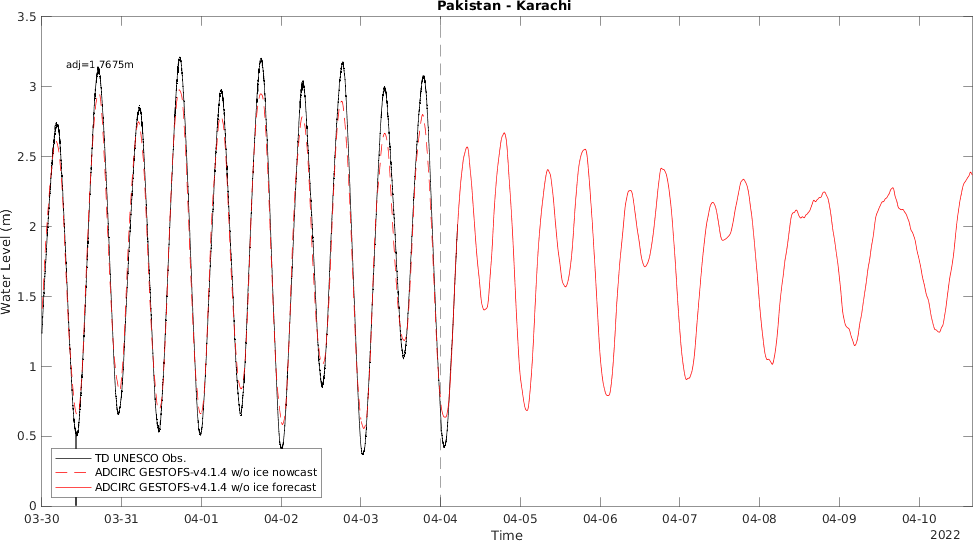 Pakistan - Karachi
adj=1.7675m
Water Level (m)
3.5
3
2.5
2
1.5
1
0.5
0
TD UNESCO Obs.
ADCIRC GESTOFS-v4.1.4 w/o ice nowcast
ADCIRC GESTOFS-v4.1.4 w/o ice forecast
03-30 03-31 04-01 04-02 04-03 04-04 04-05 04-06 04-07 04-08 04-09 04-10
Time
2022